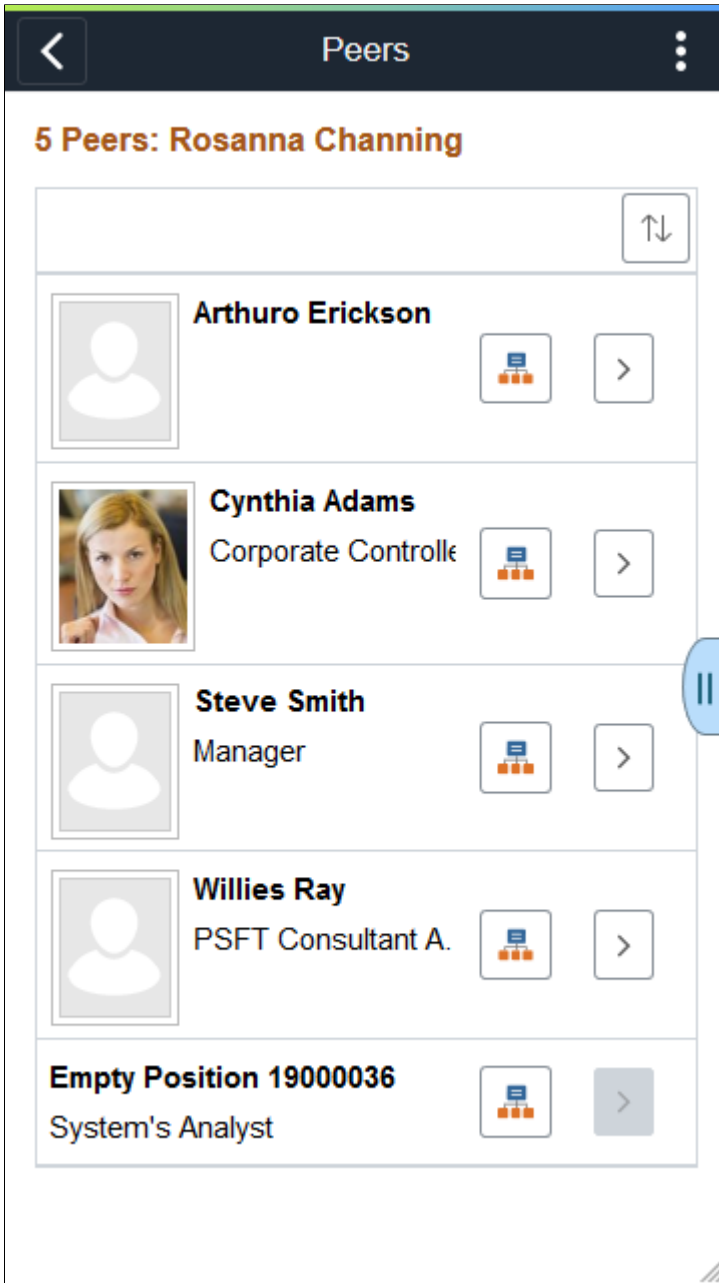 Peers
5 Peers: Rosanna Channing
Arthuro Erickson
Cynthia Adams
Corporate Controlle
Steve Smith
Manager
Willies Ray
PSFT Consultant A.
Empty Position 19000036
System's Analyst